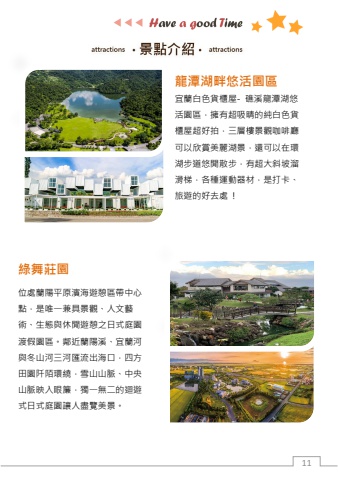 Have a good Time
attractions ・景點介紹・ attractions
龍潭湖畔悠活園區
宜蘭白色貨櫃屋- 礁溪龍潭湖悠
活園區，擁有超吸睛的純白色貨
櫃屋超好拍，三層樓景觀咖啡廳
可以欣賞美麗湖景，還可以在環
湖步道悠閒散步，有超大斜坡溜
滑梯，各種運動器材，是打卡、
旅遊的好去處 !
綠舞莊園
位處蘭陽平原濱海遊憩區帶中心
點，是唯一兼具景觀、人文藝
術、生態與休閒遊憩之日式庭園
渡假園區。鄰近蘭陽溪、宜蘭河
與冬山河三河匯流出海口，四方
田園阡陌環繞，雪山山脈、中央
山脈映入眼簾，獨一無二的迴遊
式日式庭園讓人盡覽美景。
11